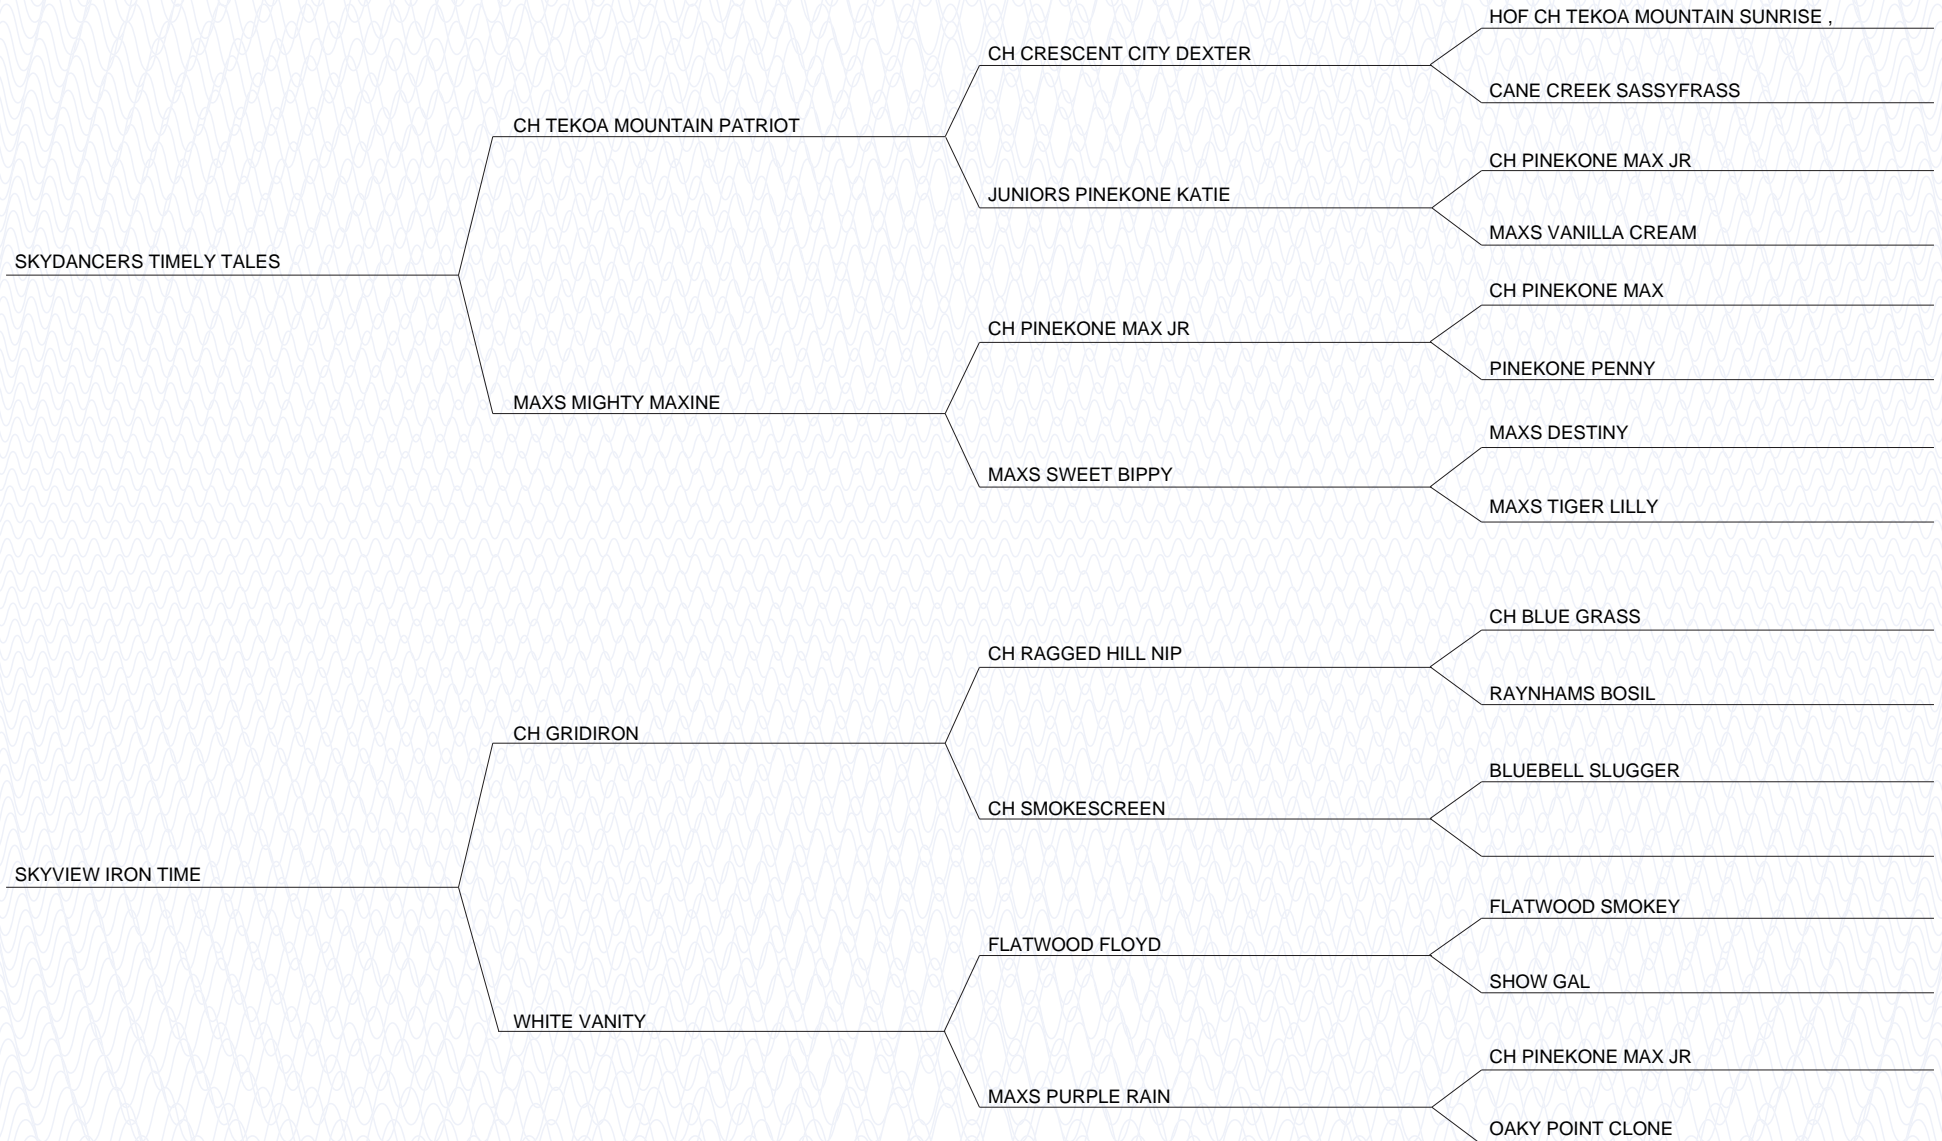 HOF CH TEKOA MOUNTAIN SUNRISE ,
CH CRESCENT CITY DEXTER
CANE CREEK SASSYFRASS
CH TEKOA MOUNTAIN PATRIOT
CH PINEKONE MAX JR
JUNIORS PINEKONE KATIE
MAXS VANILLA CREAM
SKYDANCERS TIMELY TALES
CH PINEKONE MAX
CH PINEKONE MAX JR
PINEKONE PENNY
MAXS MIGHTY MAXINE
MAXS DESTINY
MAXS SWEET BIPPY
MAXS TIGER LILLY
CH BLUE GRASS
CH RAGGED HILL NIP
RAYNHAMS BOSIL
CH GRIDIRON
BLUEBELL SLUGGER
CH SMOKESCREEN
SKYVIEW IRON TIME
FLATWOOD SMOKEY
FLATWOOD FLOYD
SHOW GAL
WHITE VANITY
CH PINEKONE MAX JR
MAXS PURPLE RAIN
OAKY POINT CLONE